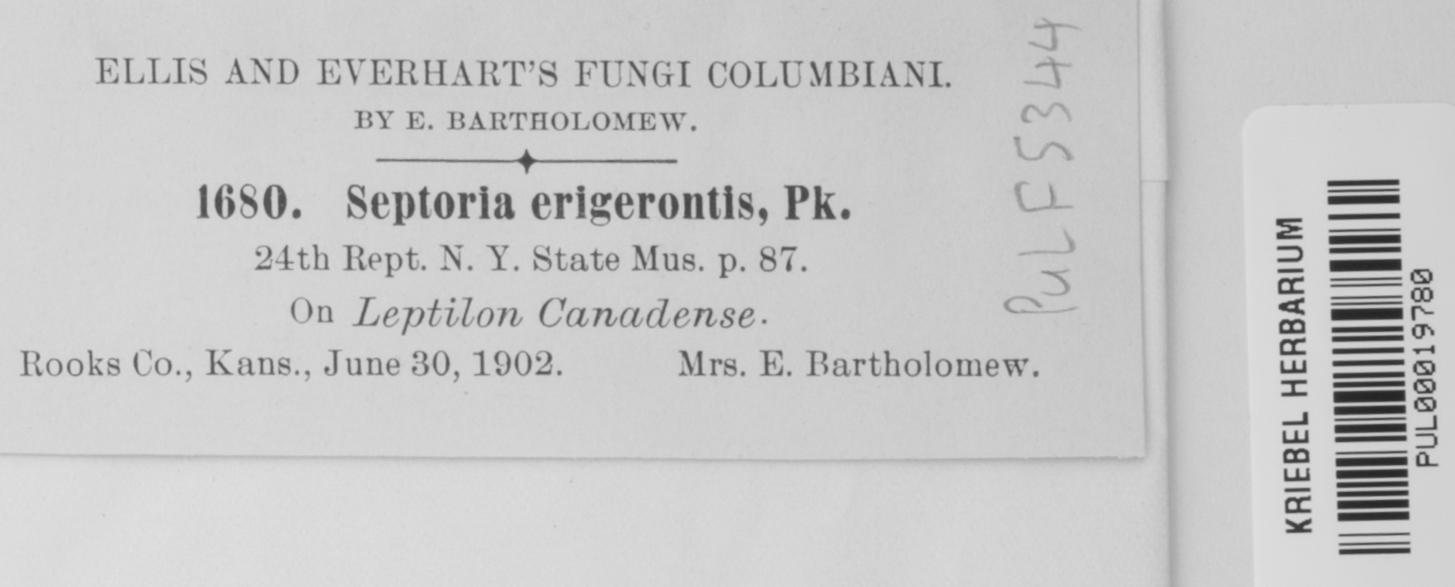 ELLIS AND EVERHART'S FUNGI COLUMBIANI.
BY E. BARTHOLOMEW.
1680. Septoria erigerontis, Pk.
24th Rept. N. Y. State Mus. p. 87.
On Leptilon Canadense.
Rooks Co., Kans., June 30, 1902. Mrs. E. Bartholomew.
PUL F5344
KRIEBEL HERBARIUM
PUL00019780